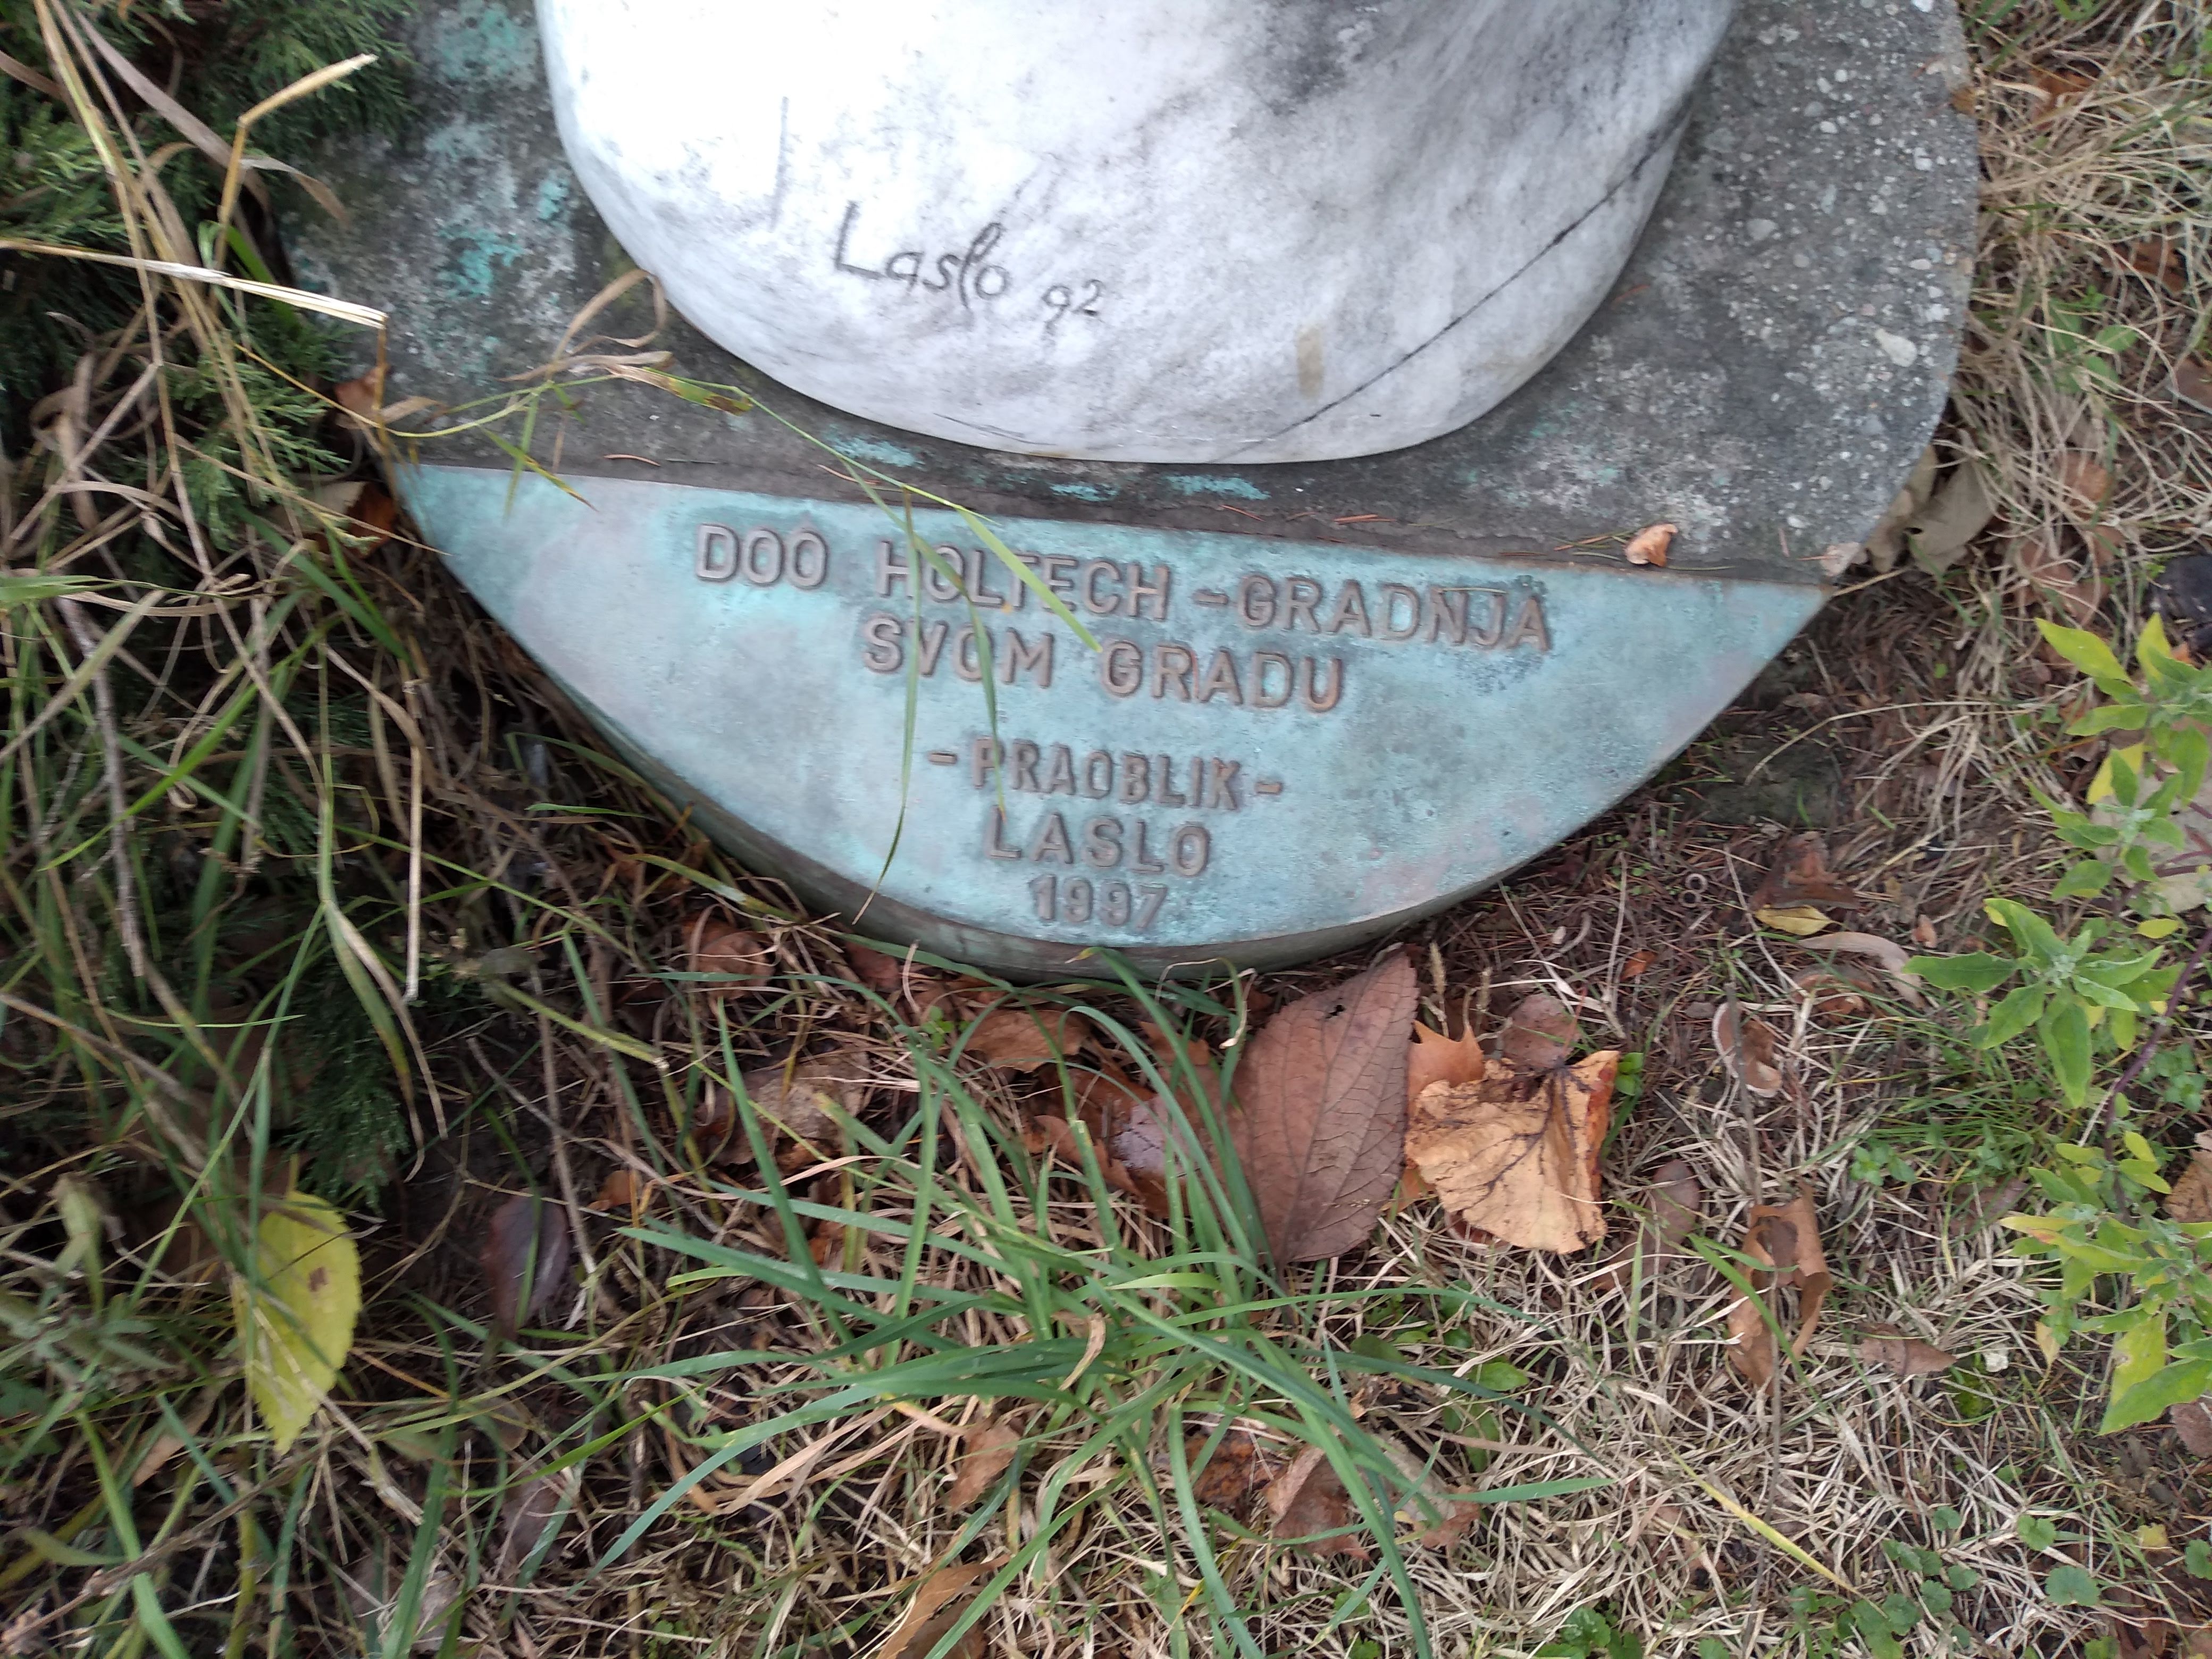 Laslo 92
DOO HOLTECH - GRADNJA
SVOM GRADU
- PRAOBLIK -
LASLO
1997